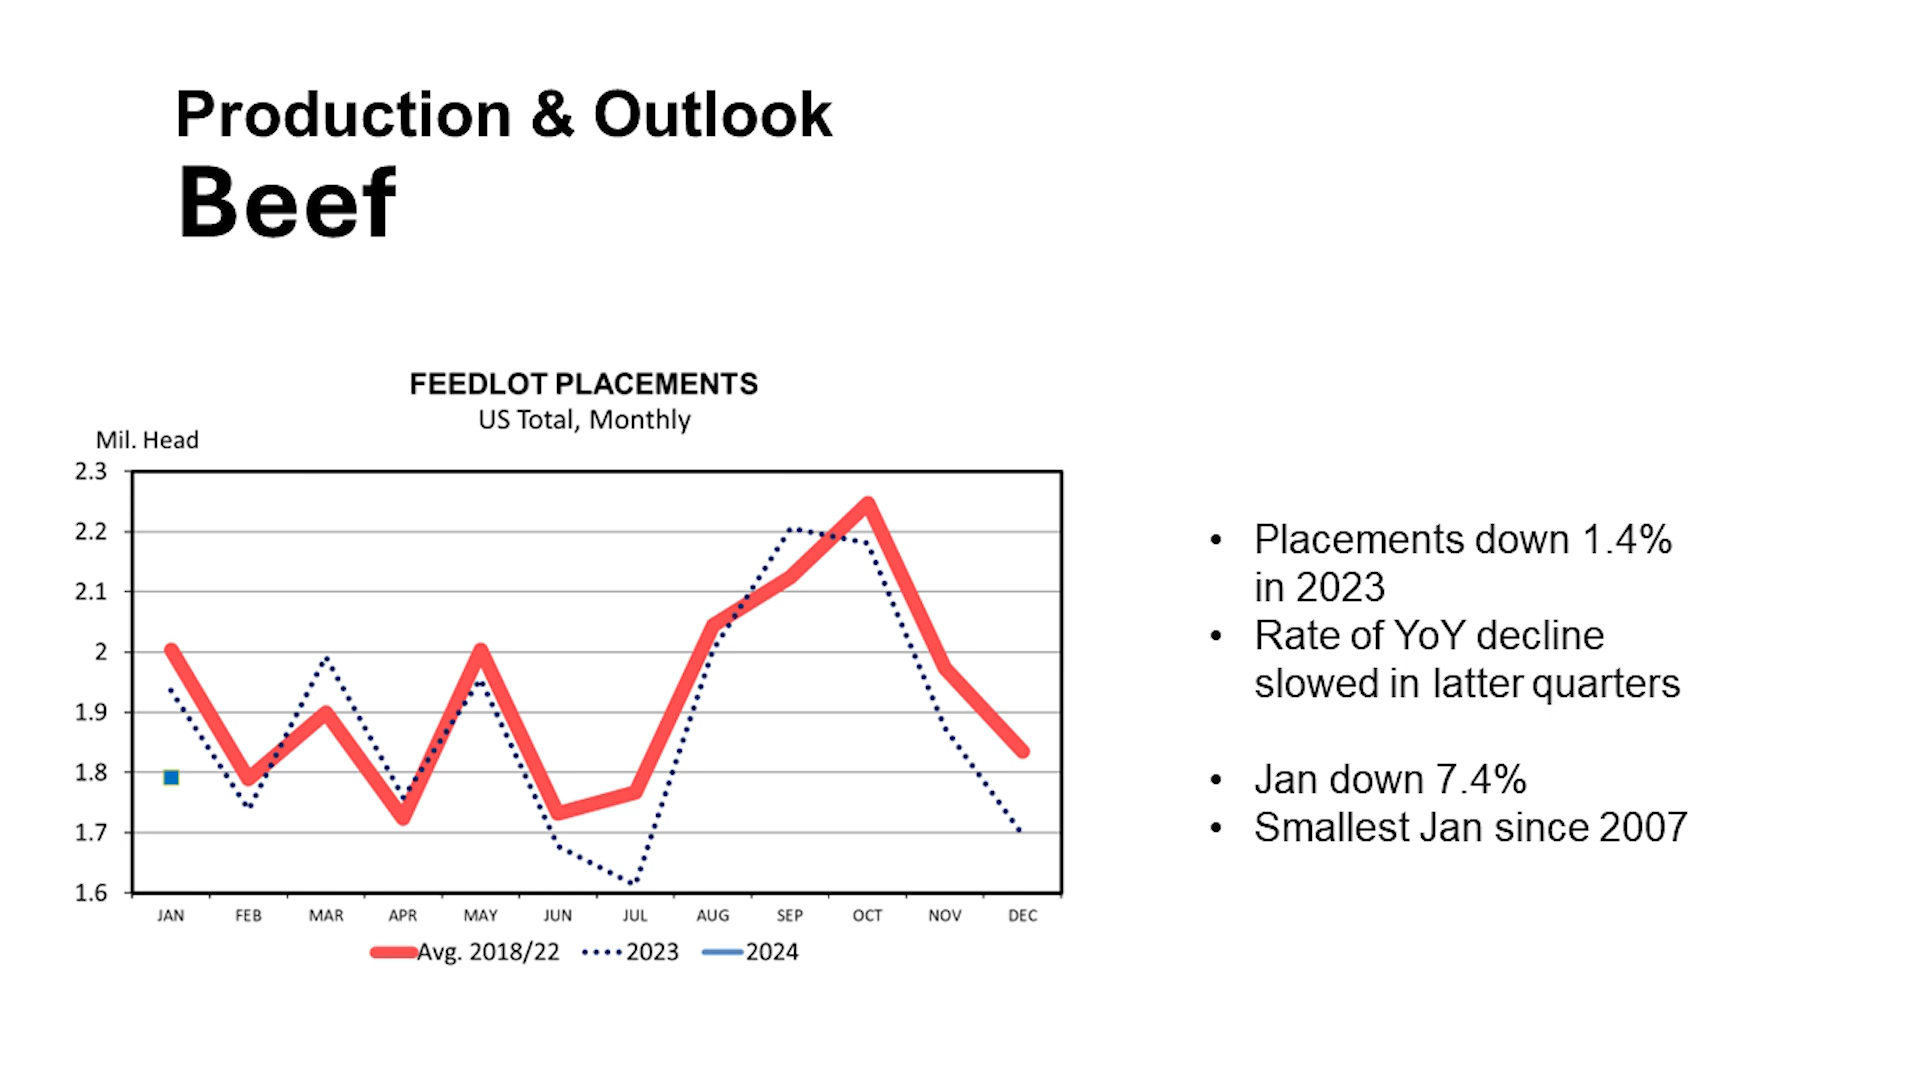 Production & Outlook
Beef
FEEDLOT PLACEMENTS
US Total, Monthly
Mil. Head
2.3
2.2
2.1
2
1.9
1.8
1.7
1.6
JAN FEB MAR APR MAY JUN JUL AUG SEP OCT NOV DEC
Avg. 2018/22 2023 2024
• Placements down 1.4%
in 2023
• Rate of YoY decline
slowed in latter quarters
• Jan down 7.4%
• Smallest Jan since 2007